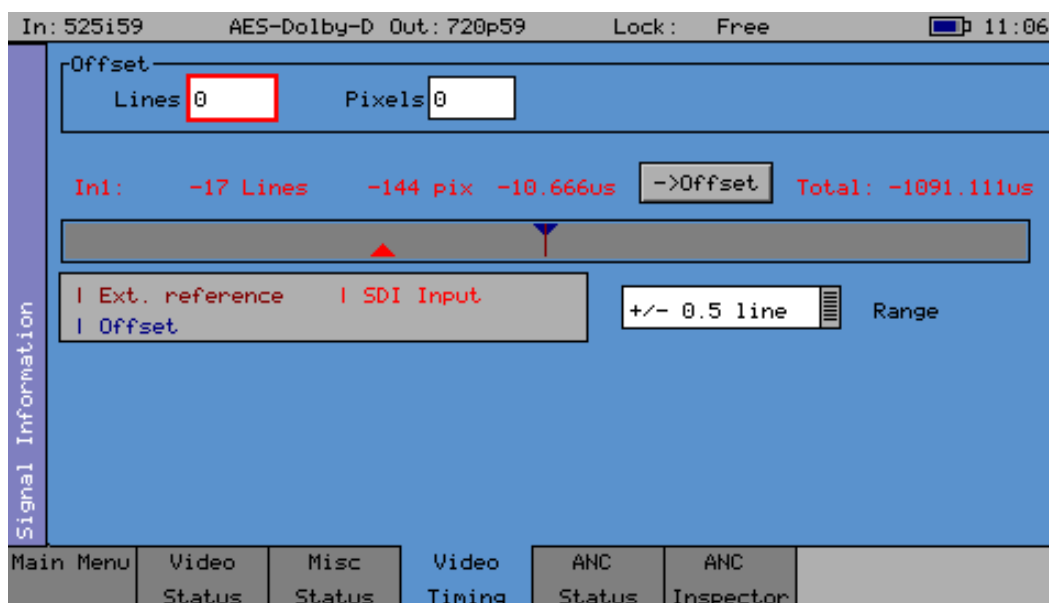 In: 525i59 AES-Dolby-D Out: 720p59 Lock: Free 11:06
Offset
Lines 0 Pixels 0
In1: -17 Lines -144 pix -10.666us ->Offset Total: -1091.111us
| Ext. reference | SDI Input
| Offset
+/- 0.5 line Range
Signal Information
Main Menu
Video Status
Misc Status
Video Timing
ANC Status
ANC Inspector